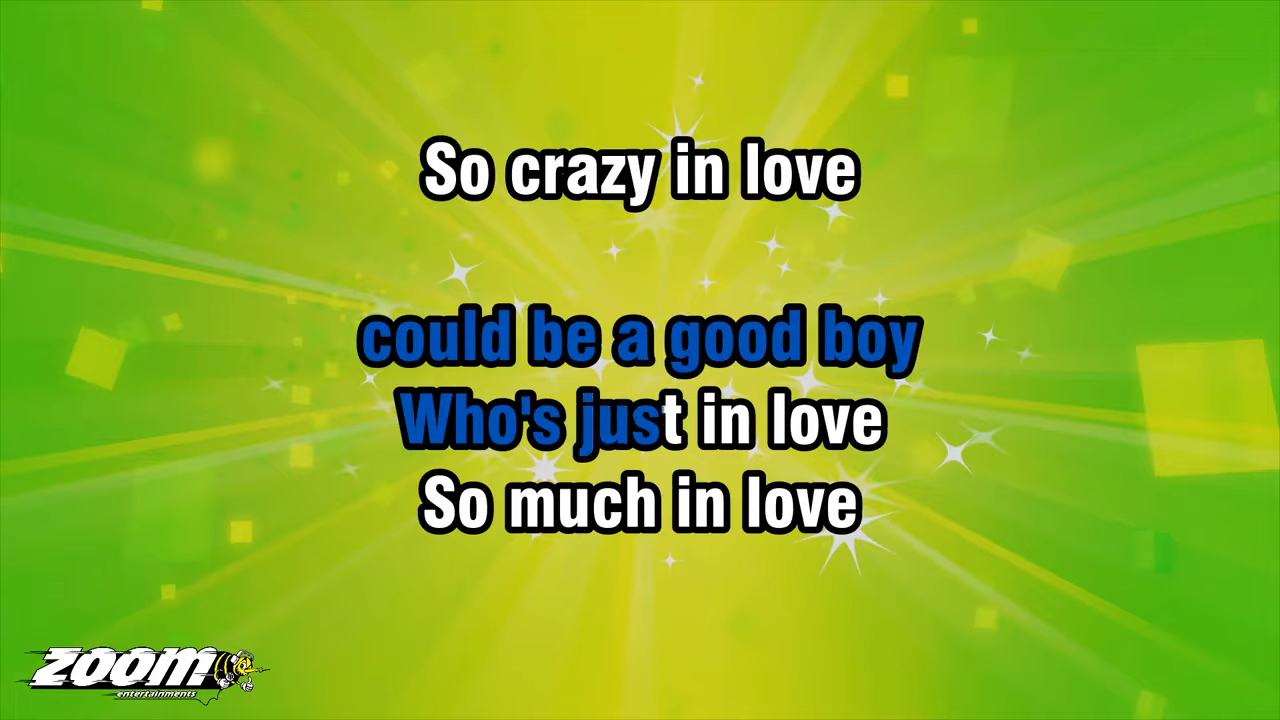 So crazy in love
could be a good boy
Who's just in love
So much in love
zoom
entertainments